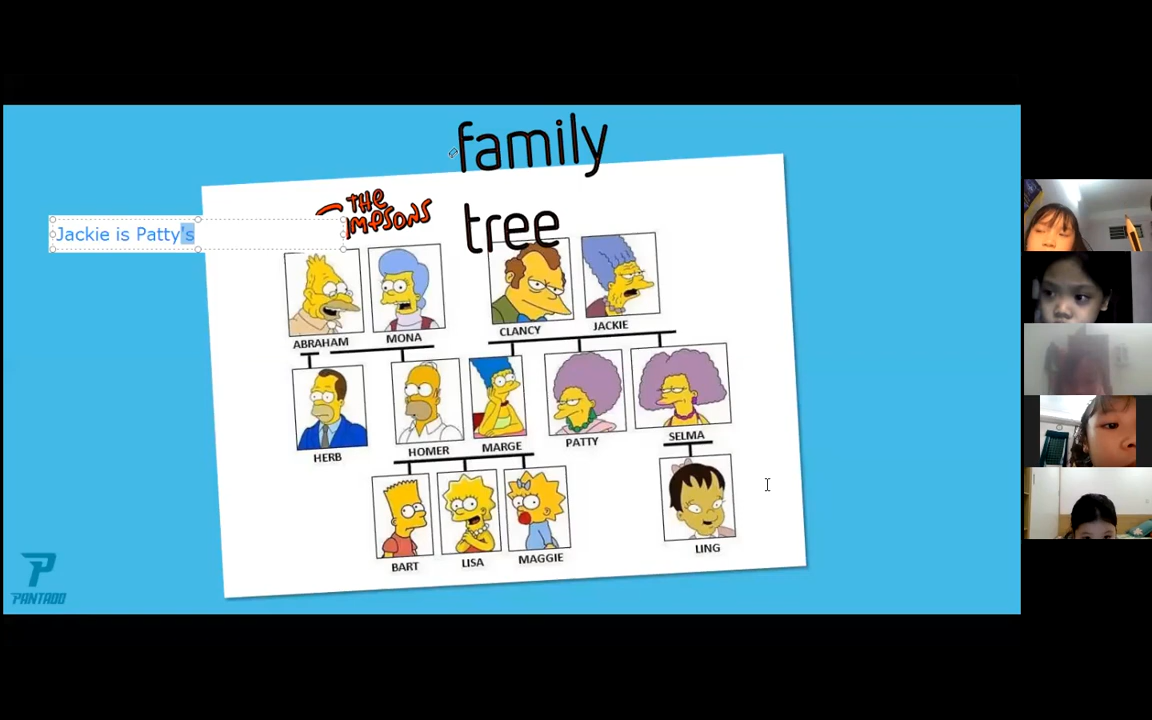 family
tree
THE
Jackie is Patty's
ABRAHAM
MONA
CLANCY
JACKIE
HERB
HOMER
MARGE
PATTY
SELMA
BART
LISA
MAGGIE
LING
PANTADO